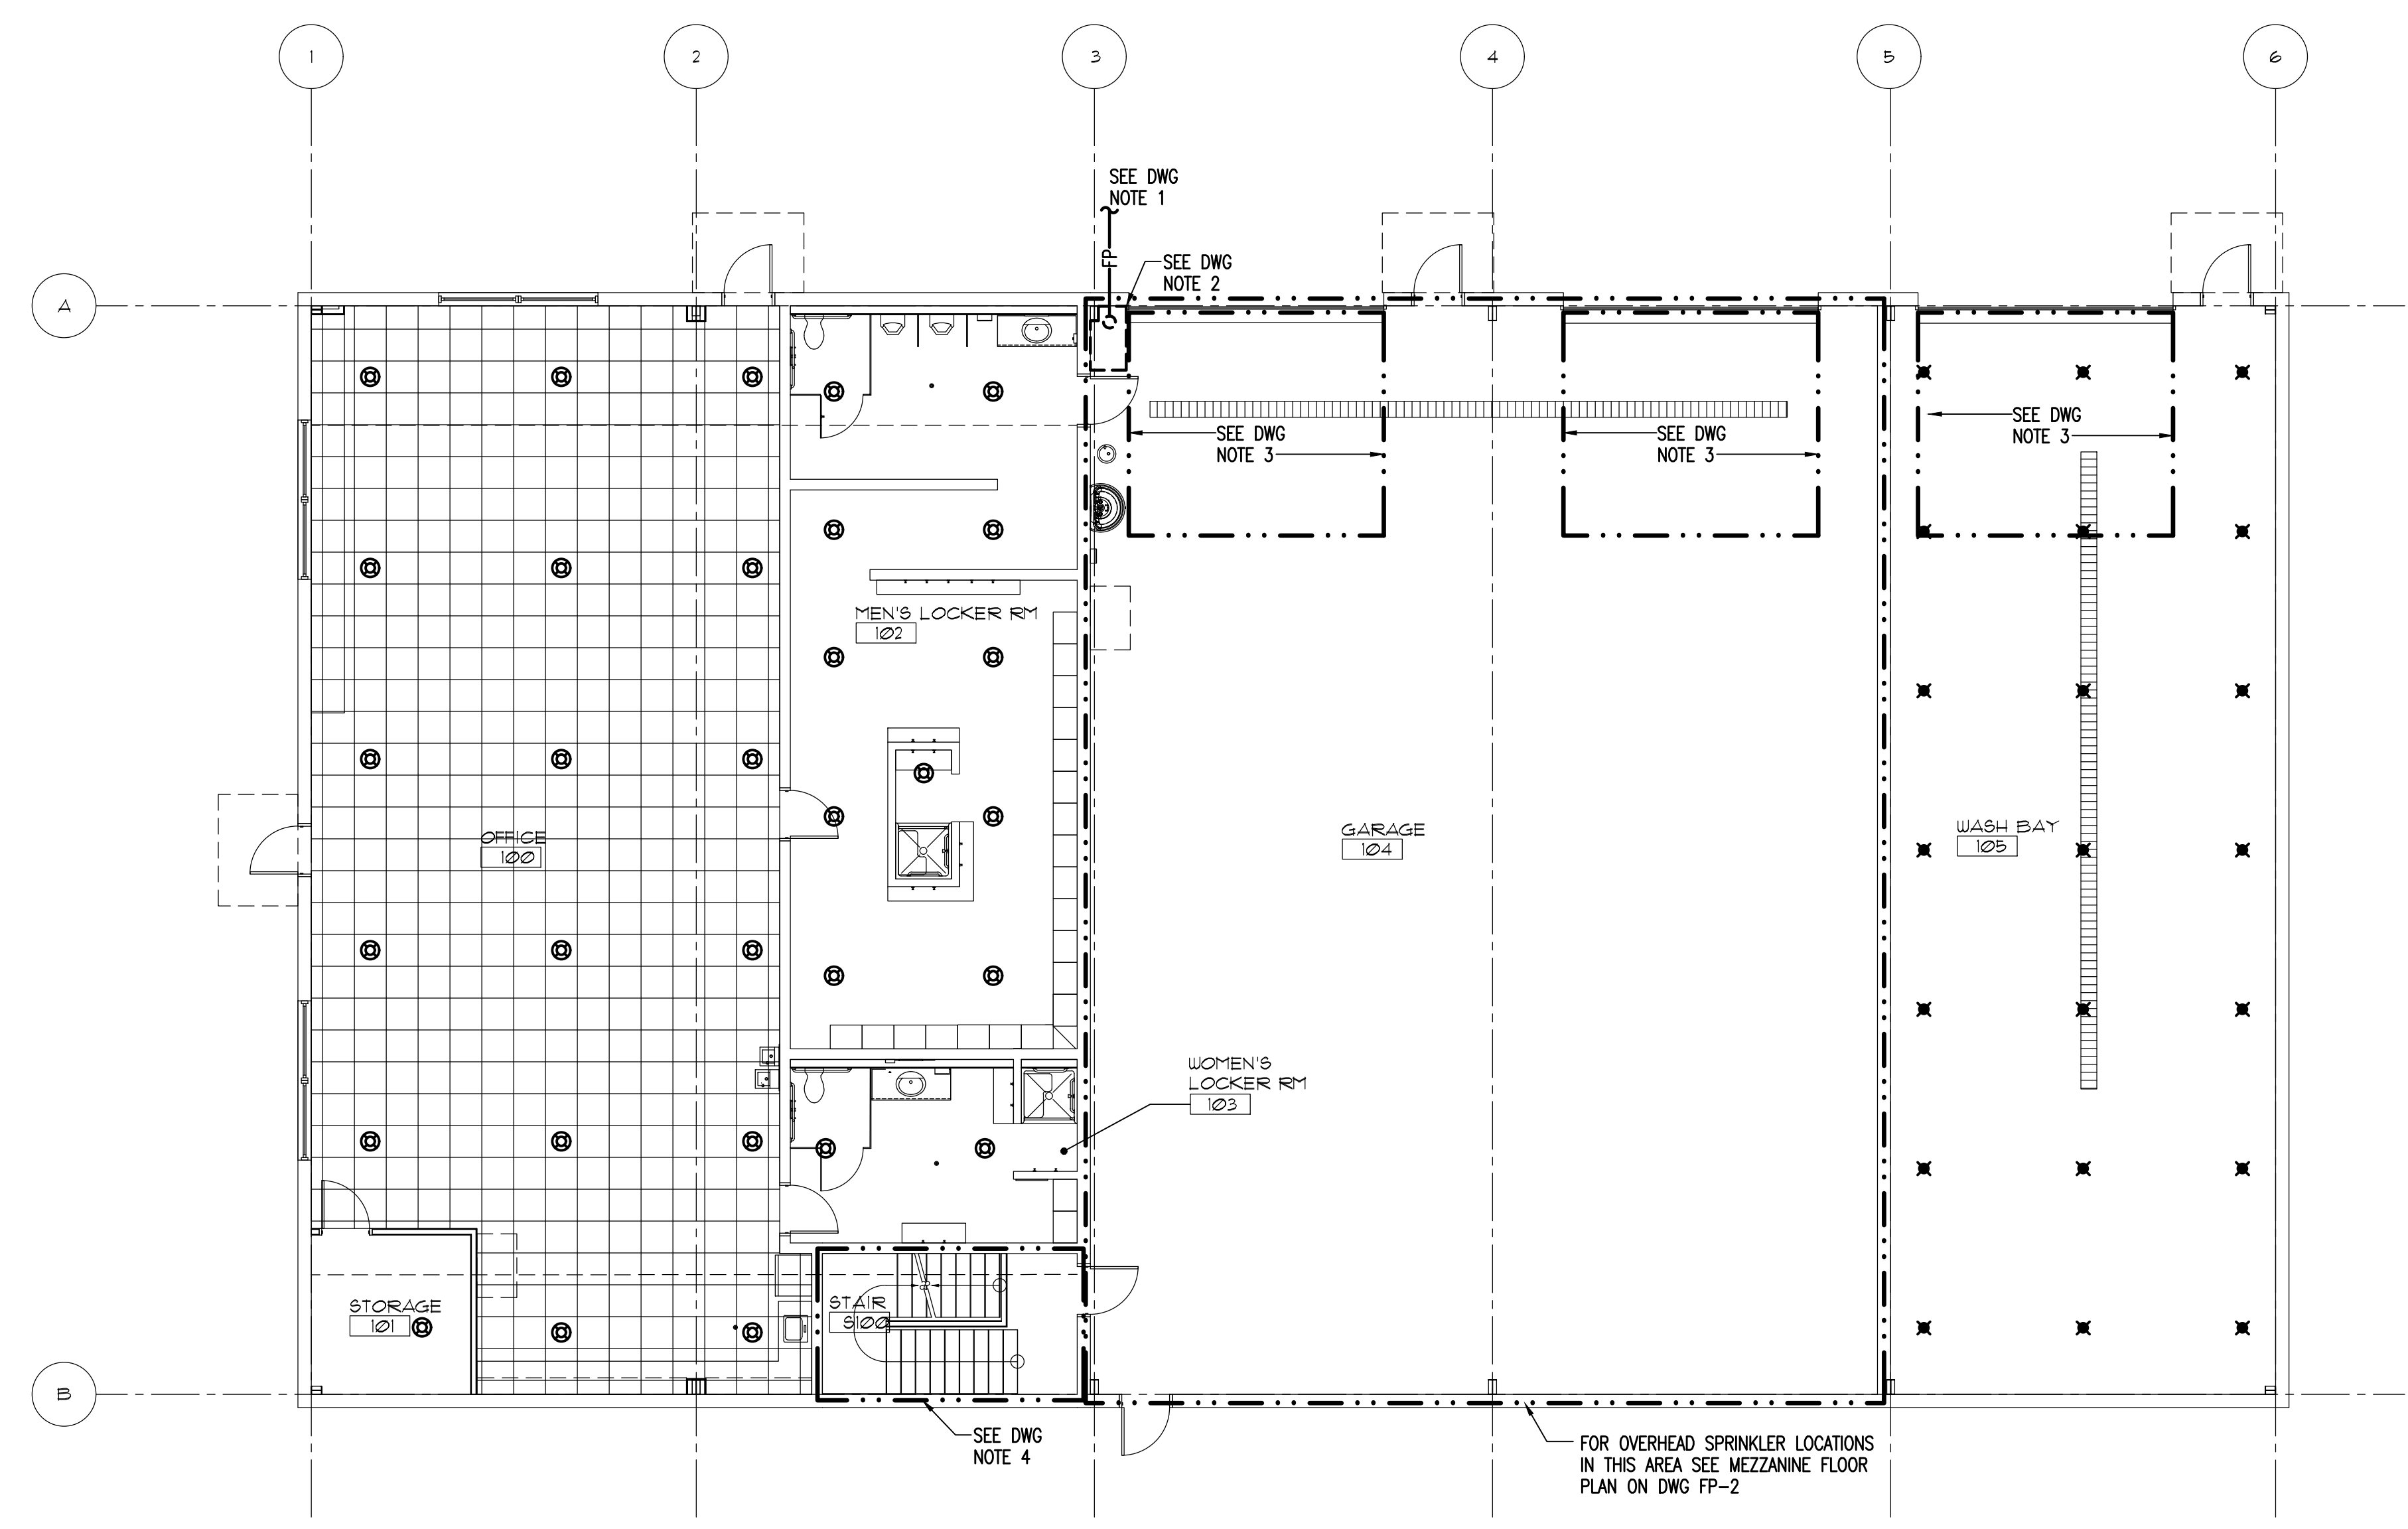 1
2
3
4
5
6
SEE DWG
NOTE 1
FP
SEE DWG
NOTE 2
A
SEE DWG
NOTE 3
SEE DWG
NOTE 3
SEE DWG
NOTE 3
MEN'S LOCKER RM
102
OFFICE
100
GARAGE
104
WASH BAY
105
WOMEN'S
LOCKER RM
103
STORAGE
101
STAIR
S100
B
SEE DWG
NOTE 4
FOR OVERHEAD SPRINKLER LOCATIONS
IN THIS AREA SEE MEZZANINE FLOOR
PLAN ON DWG FP-2